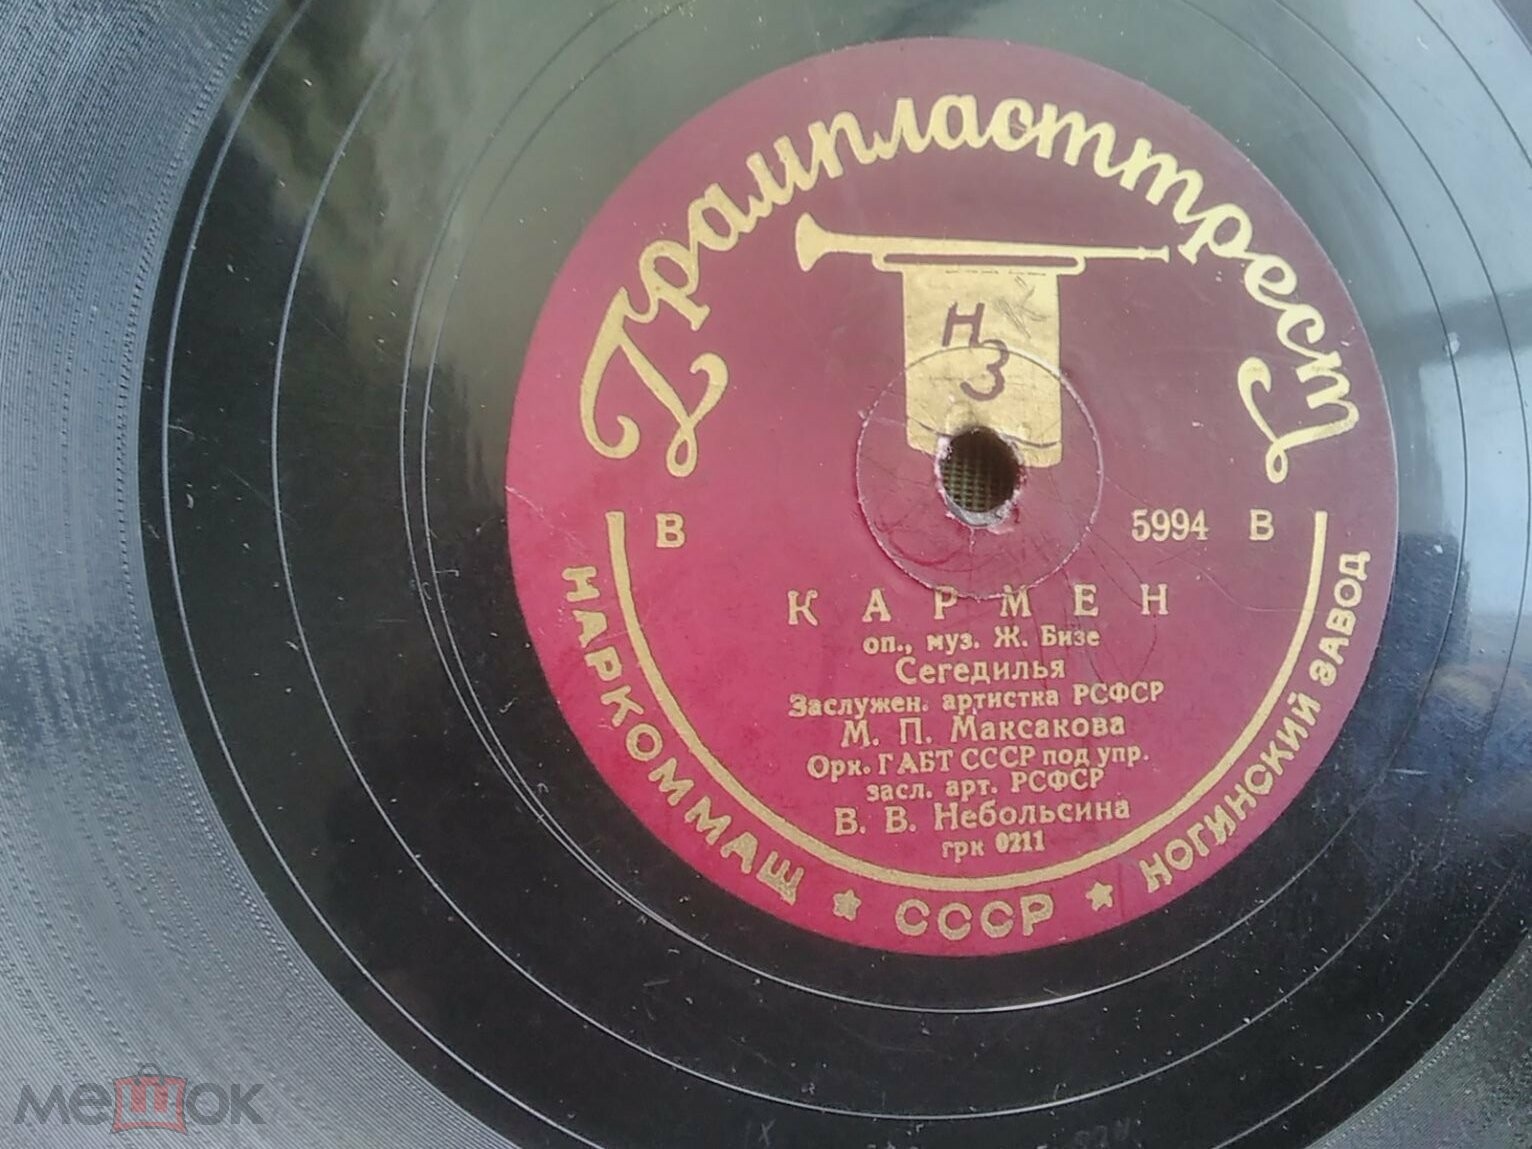 Грампласттрест
НЗ
В 5994 В
КАРМЕН
оп., муз. Ж. Бизе
Сегедилья
Заслужен. артистка РСФСР
М. П. Максакова
Орк. ГАБТ СССР под упр.
засл. арт. РСФСР
В. В. Небольсина
грк 0211
НАРКОММАШ ★ СССР ★ НОГИНСКИЙ ЗАВОД
мешок